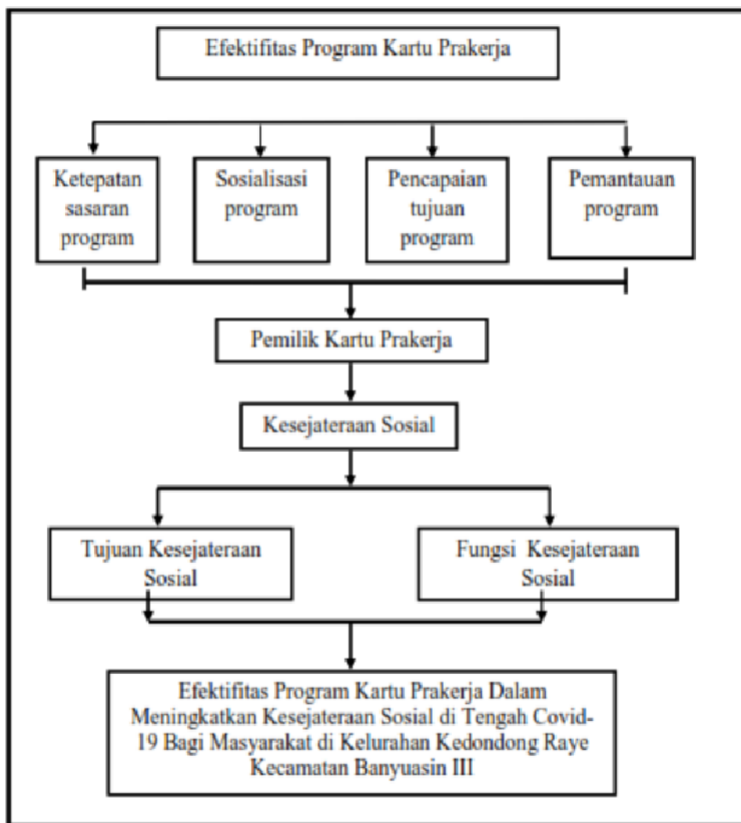 Efektifitas Program Kartu Prakerja
Ketepatan
sasaran
program
Sosialisasi
program
Pencapaian
tujuan
program
Pemantauan
program
Pemilik Kartu Prakerja
Kesejateraan Sosial
Tujuan Kesejateraan
Sosial
Fungsi Kesejateraan
Sosial
Efektifitas Program Kartu Prakerja Dalam
Meningkatkan Kesejateraan Sosial di Tengah Covid-
19 Bagi Masyarakat di Kelurahan Kedondong Raye
Kecamatan Banyuasin III